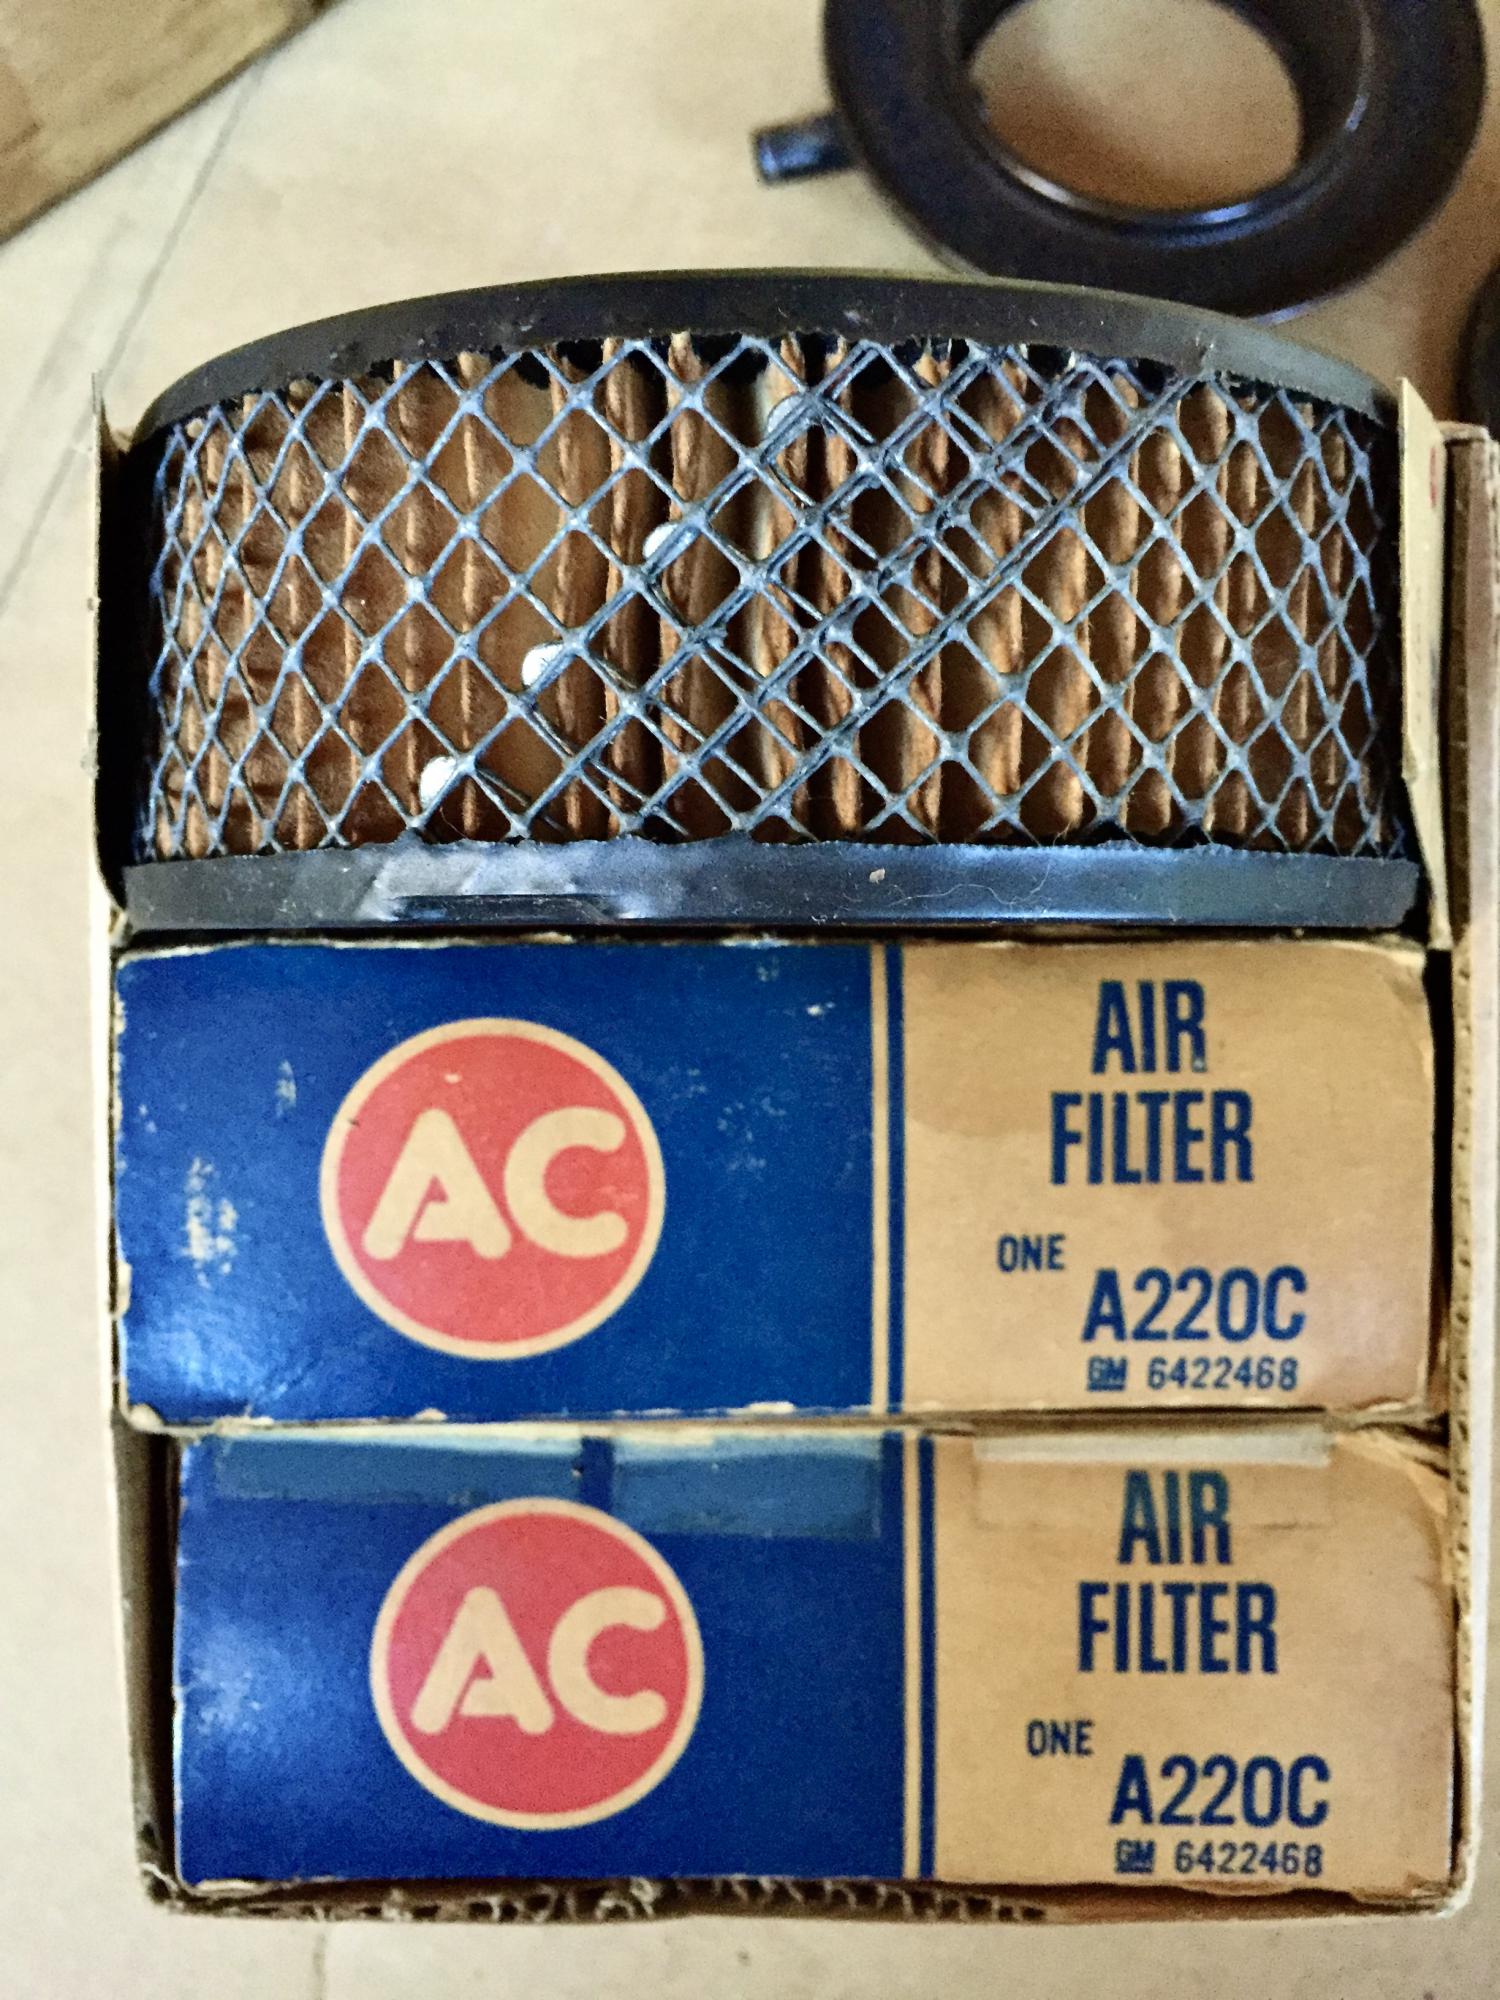 AC
AIR
FILTER
ONE
A220C
GM 6422468
AC
AIR
FILTER
ONE
A220C
GM 6422468